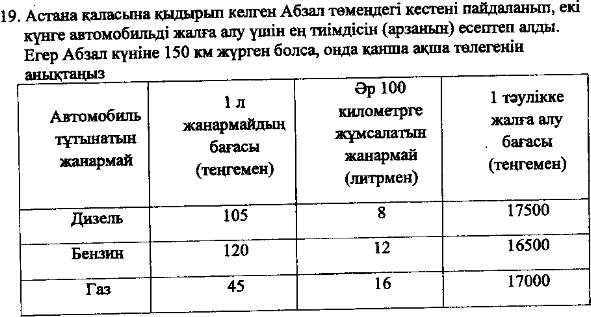 19. Астана қаласына қыдырып келген Абзал төмендегі кестені пайдаланып, екі
күнге автомобильді жалға алу үшін ең тиімдісін (арзанын) есептеп алды.
Егер Абзал күніне 150 км жүрген болса, онда қанша ақша төлегенін
анықтаңыз
Автомобиль тұтынатын жанармай
1 л жанармайдың бағасы (теңгемен)
Әр 100 километрге жұмсалатын жанармай (литрмен)
1 тәулікке жалға алу бағасы (теңгемен)
Дизель 105 8 17500
Бензин 120 12 16500
Газ 45 16 17000